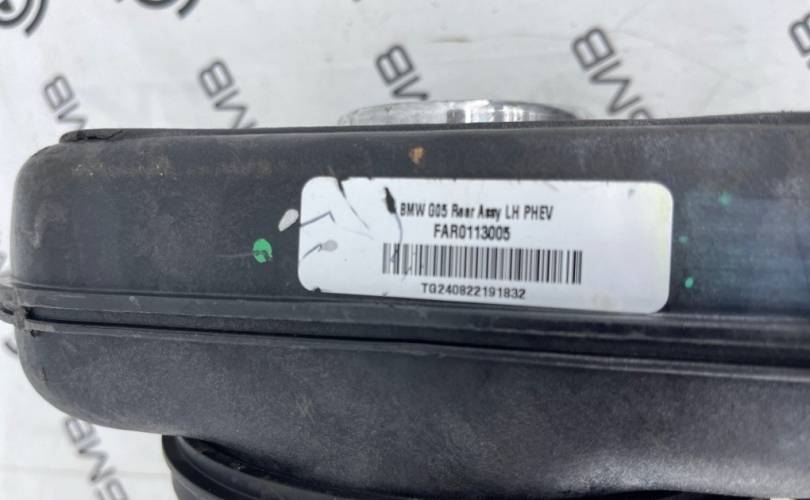 BMW G05 Rear Assy LH PHEV
FAR0113005
TG240822191832